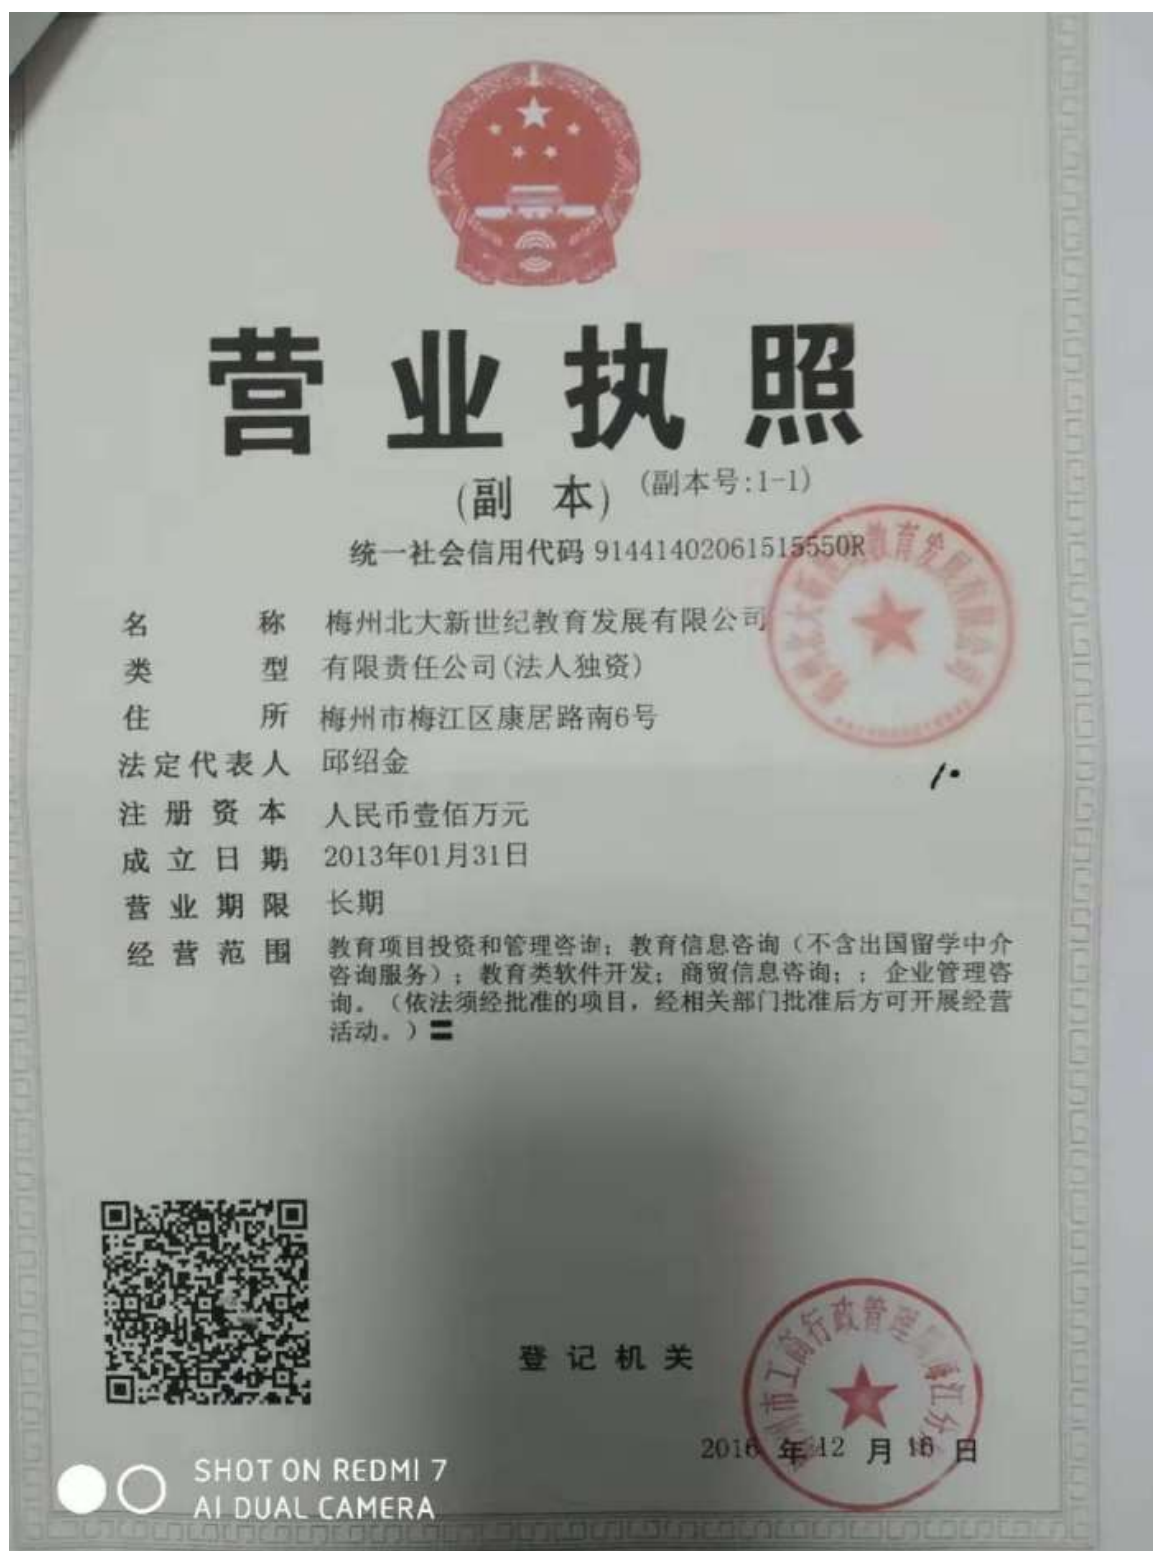 营业执照
(副 本) (副本号:1-1)
统一社会信用代码 91441402061515550R
名称 梅州北大新世纪教育发展有限公司
类型 有限责任公司(法人独资)
住所 梅州市梅江区康居路南6号
法定代表人 邱绍金
注册资本 人民币壹佰万元
成立日期 2013年01月31日
营业期限 长期
经营范围 教育项目投资和管理咨询；教育信息咨询（不含出国留学中介
咨询服务）；教育类软件开发；商贸信息咨询；；企业管理咨
询。（依法须经批准的项目，经相关部门批准后方可开展经营
活动。）〓
登记机关
年12月 日
SHOT ON REDMI 7
AI DUAL CAMERA